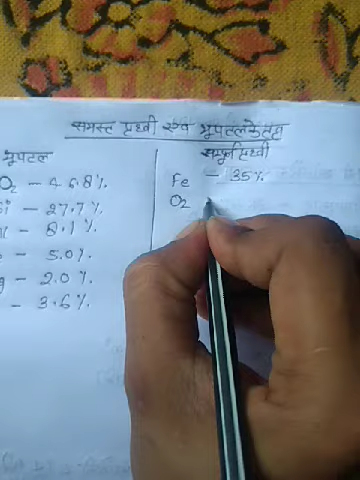 समस्त पृथ्वी एवं भूपटल के तत्व
भूपटल
O2 - 46.8%
- 27.7%
- 8.1%
- 5.0%
- 2.0%
- 3.6%
सम्पूर्ण पृथ्वी
Fe - 35%
O2